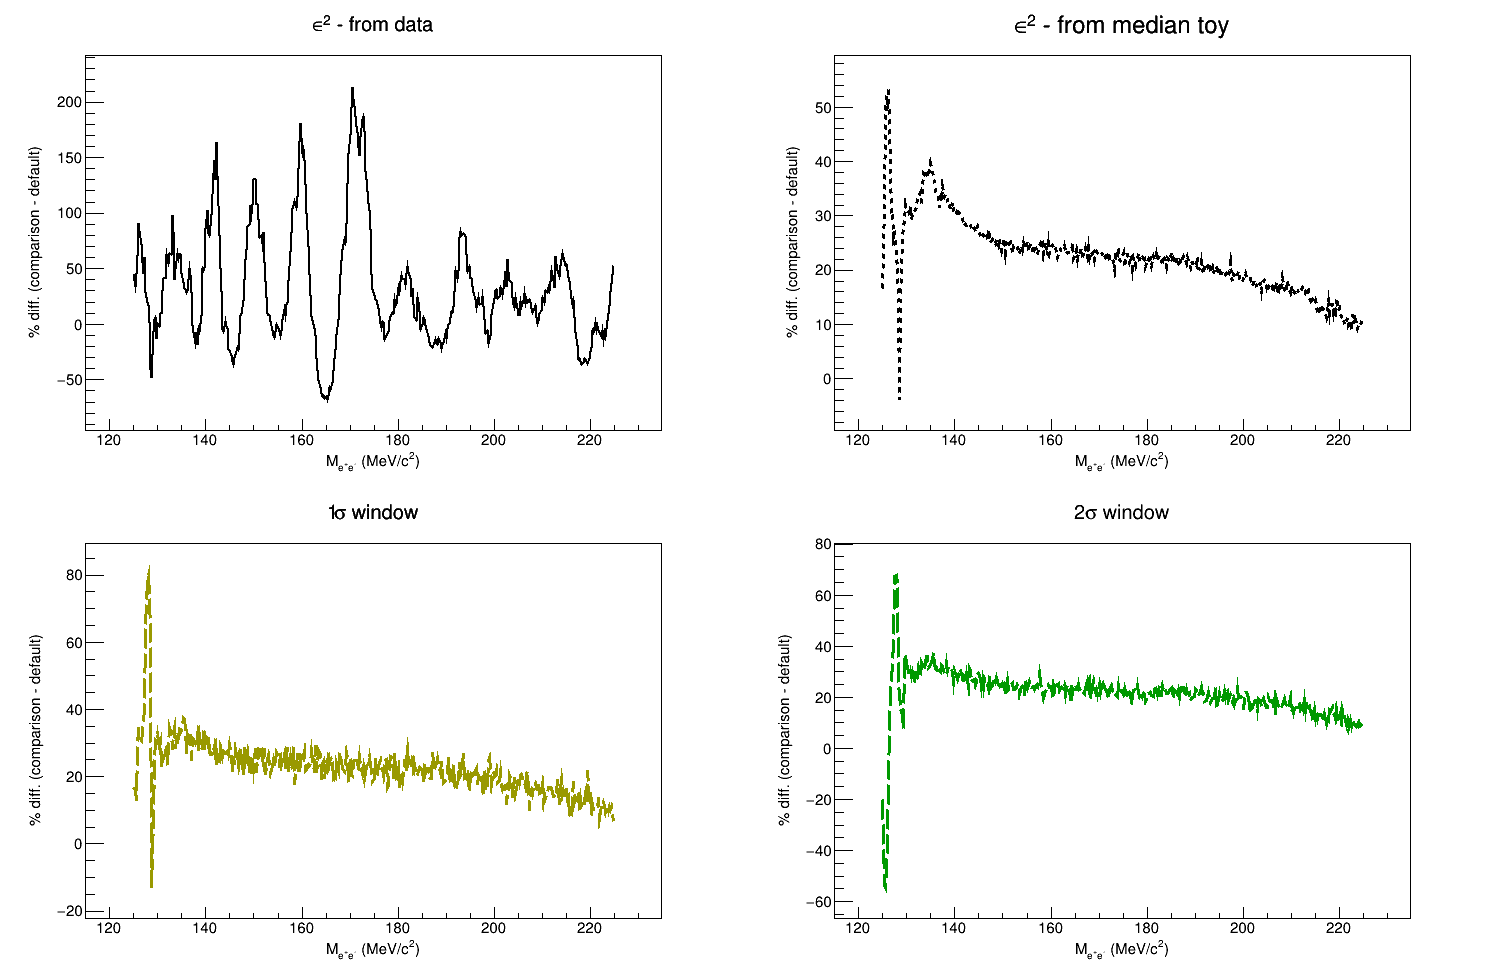 ϵ² - from data
% diff. (comparison - default)
200
150
100
50
0
−50
120 140 160 180 200 220
M_e⁺e⁻ (MeV/c²)
ϵ² - from median toy
% diff. (comparison - default)
50
40
30
20
10
0
120 140 160 180 200 220
M_e⁺e⁻ (MeV/c²)
1σ window
% diff. (comparison - default)
80
60
40
20
0
−20
120 140 160 180 200 220
M_e⁺e⁻ (MeV/c²)
2σ window
% diff. (comparison - default)
80
60
40
20
0
−20
−40
−60
120 140 160 180 200 220
M_e⁺e⁻ (MeV/c²)